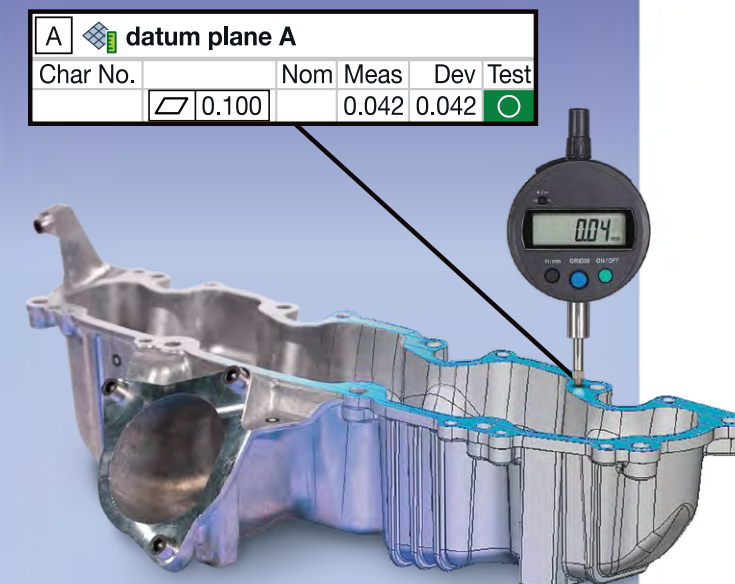 A datum plane A
Char No. Nom Meas Dev Test
0.100 0.042 0.042
+/-
0.04
in/mm ORIGIN ON/OFF